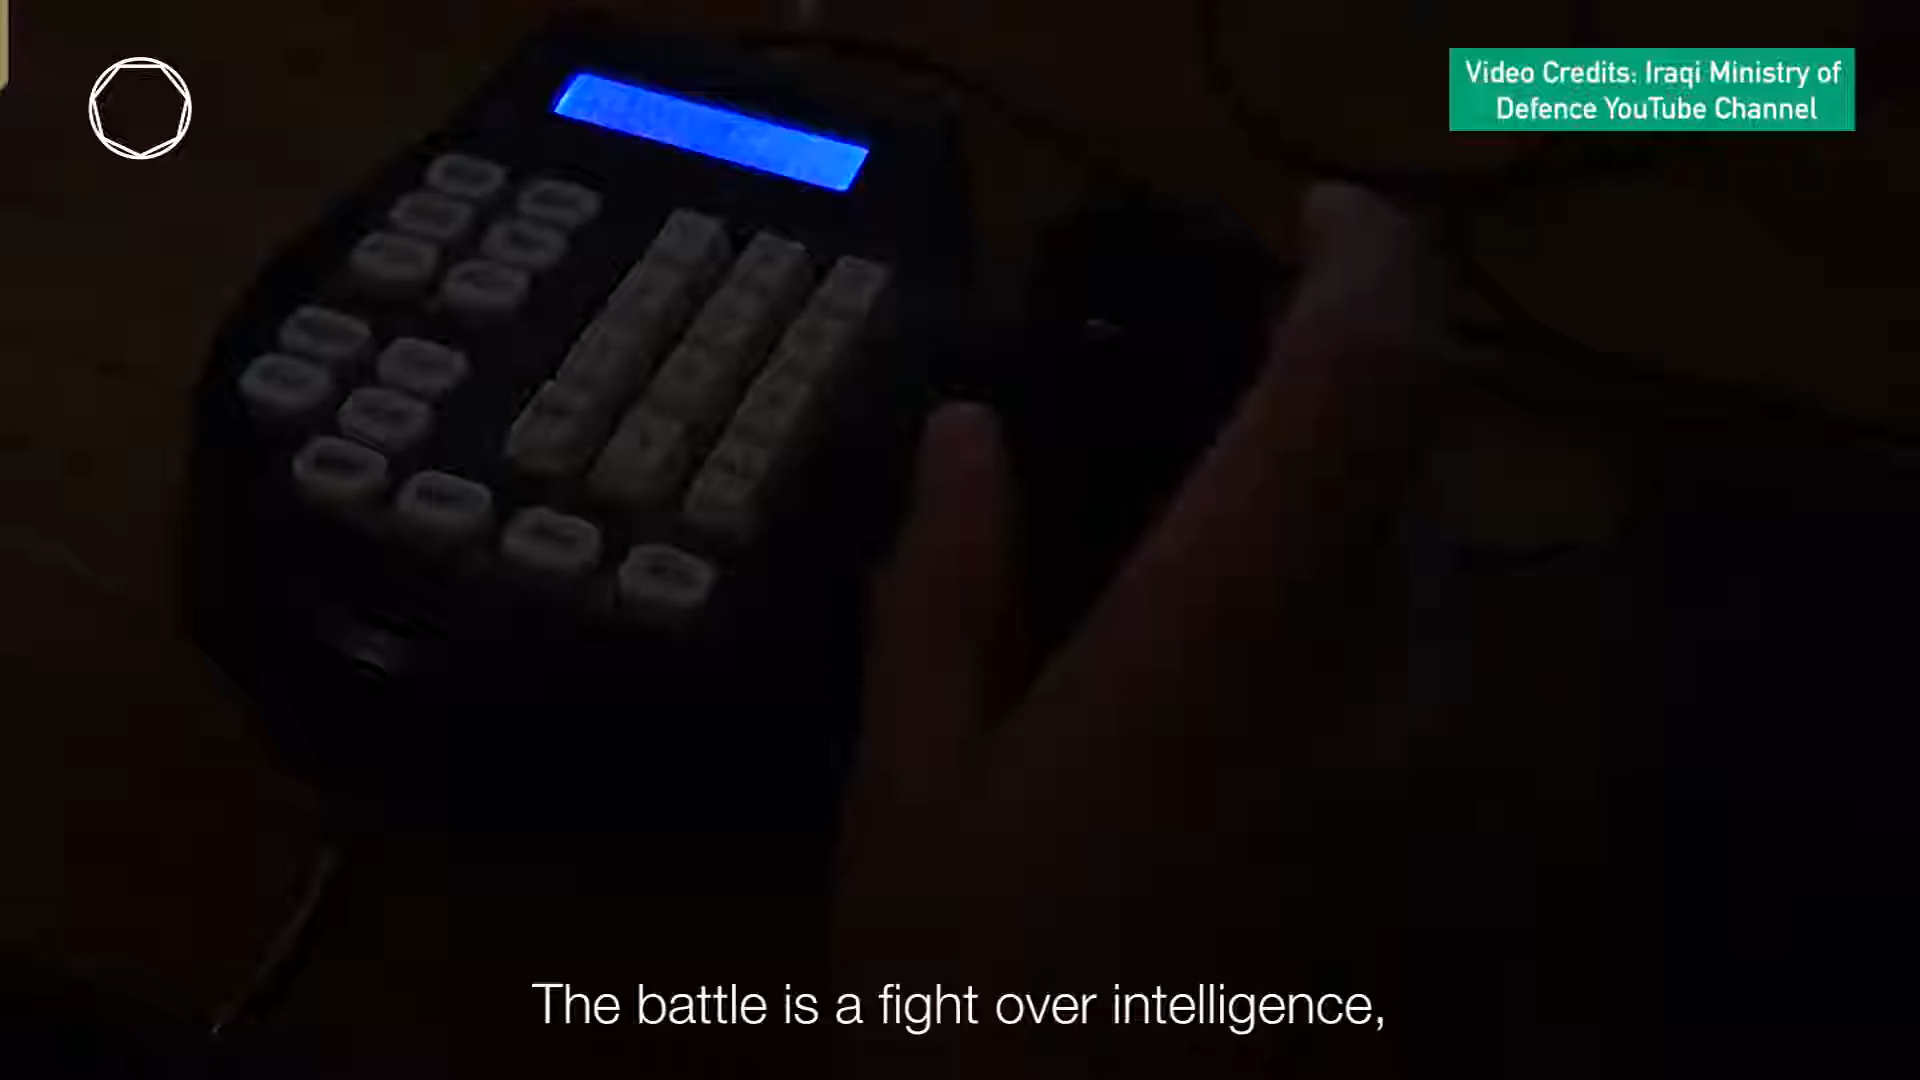 Video Credits: Iraqi Ministry of
Defence YouTube Channel
The battle is a fight over intelligence,